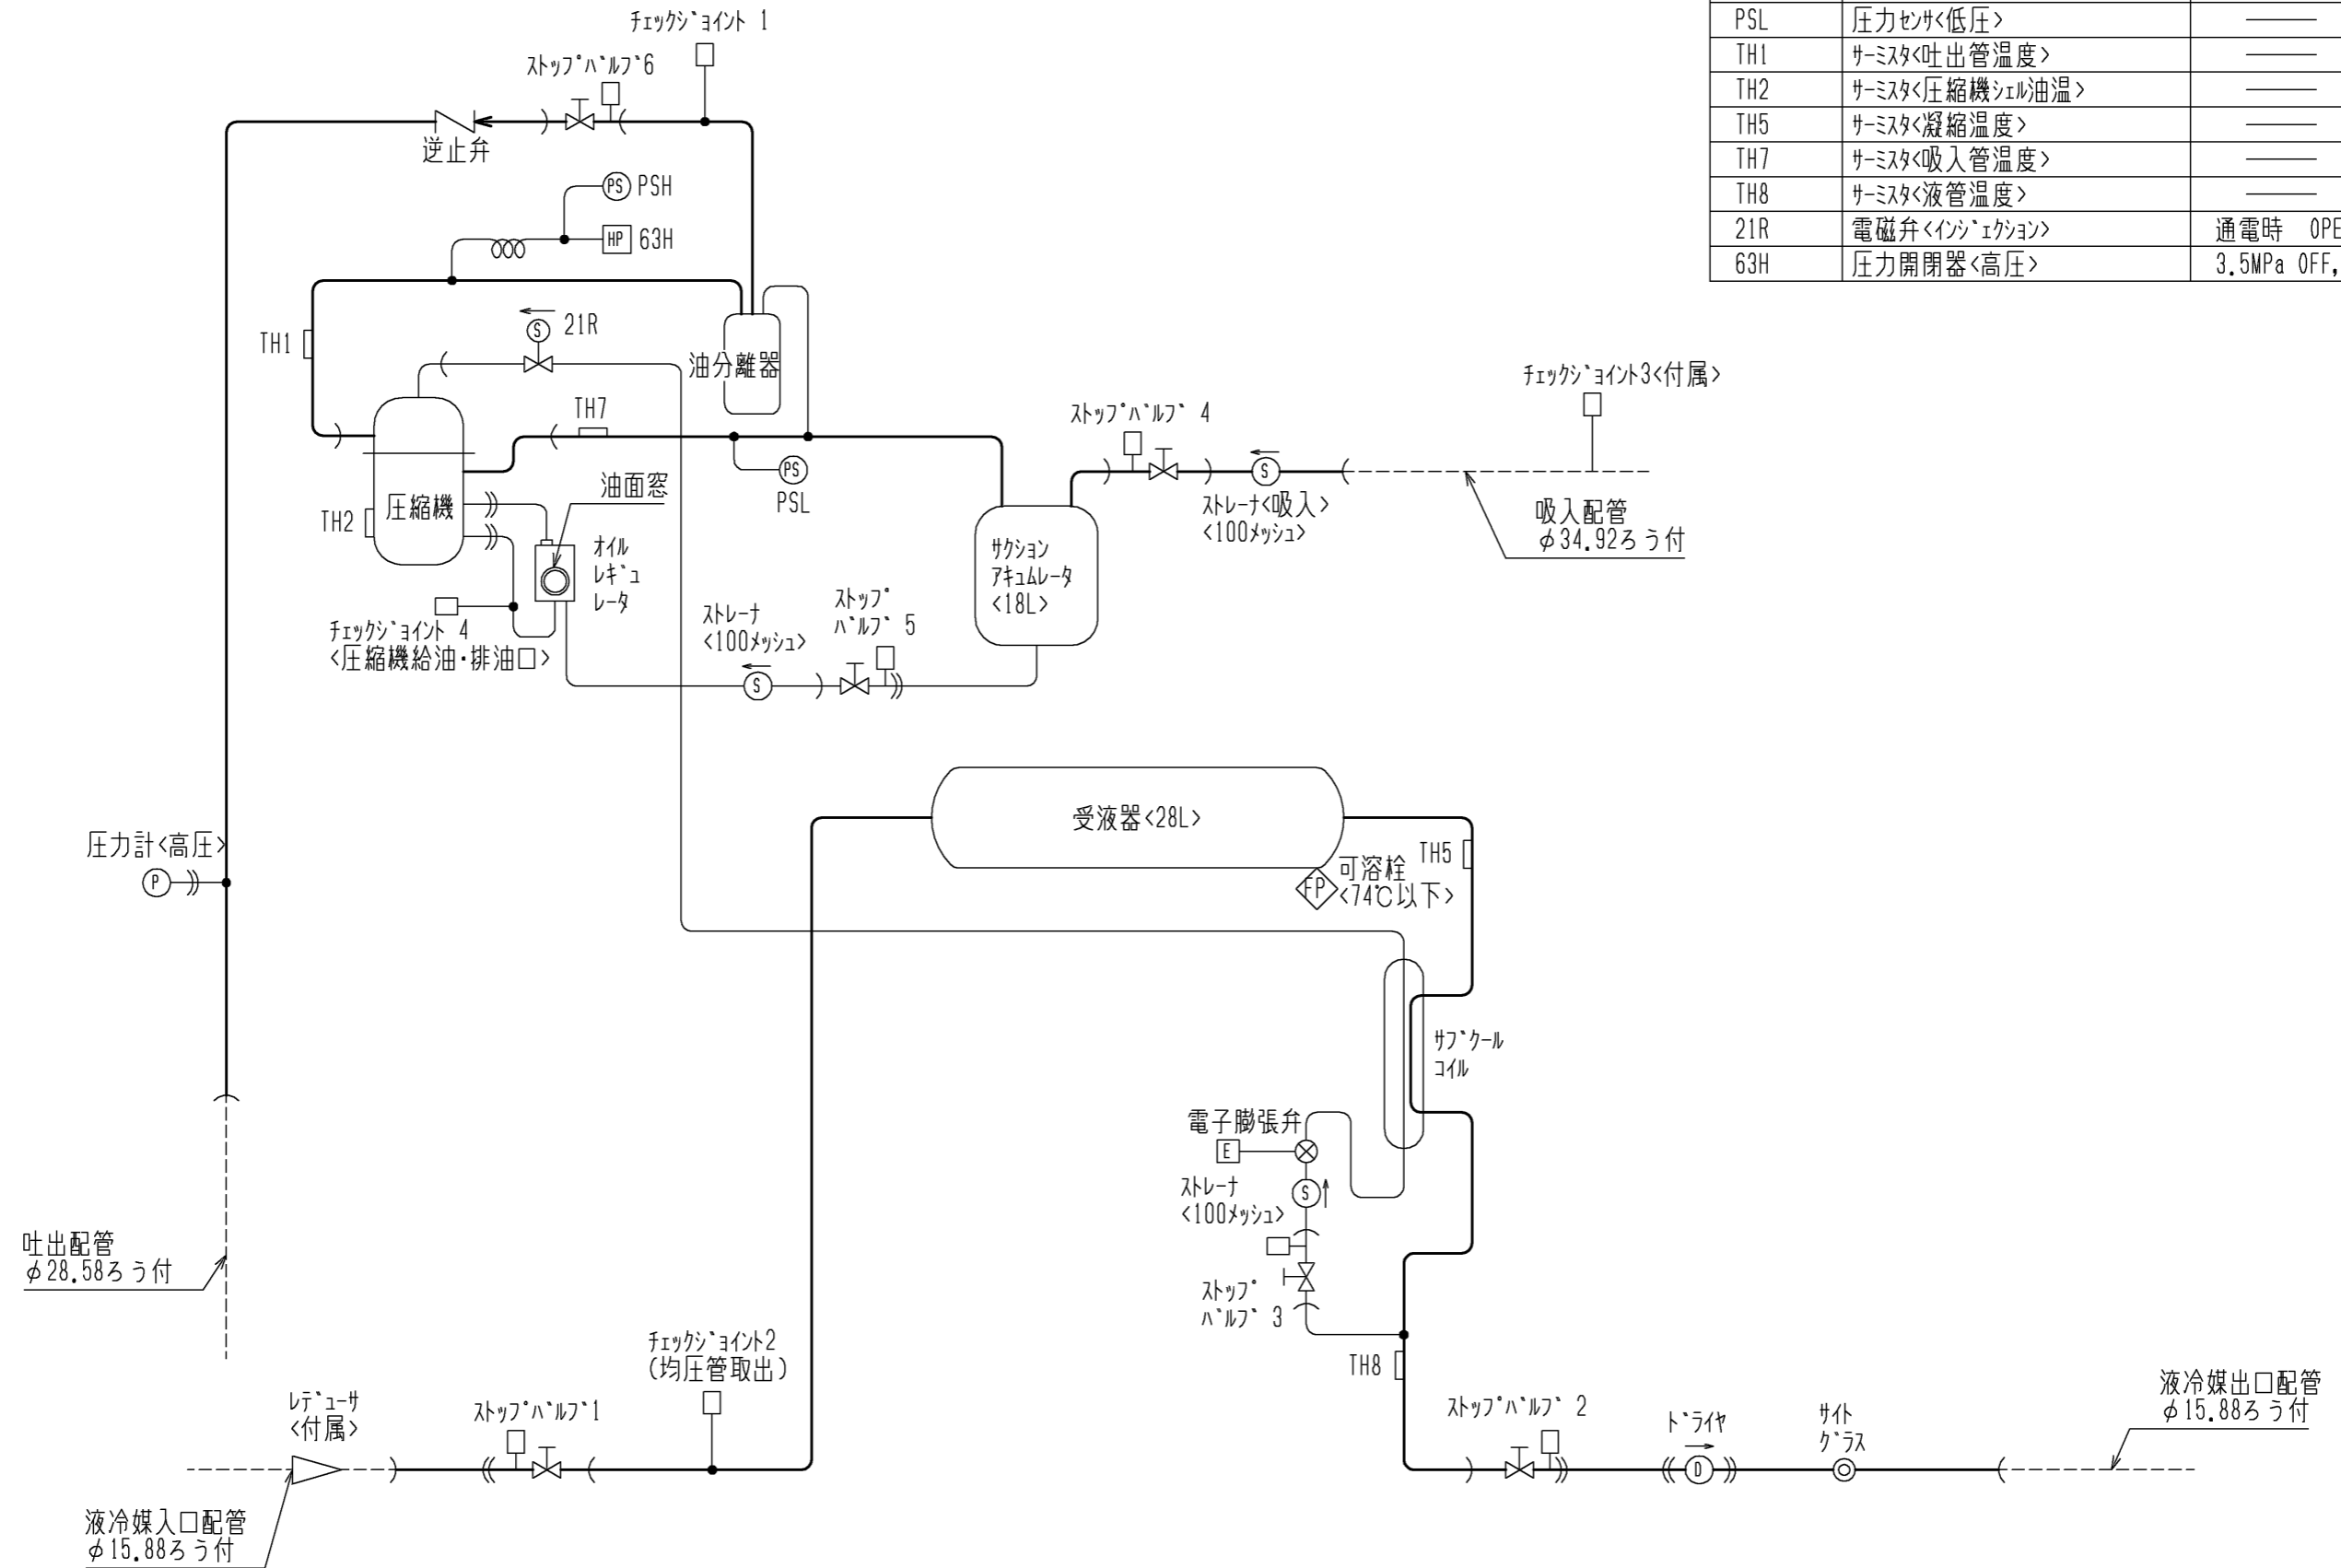 チェックジョイント 1
ストップバルブ6
逆止弁
PS PSH
HP 63H
TH1
S 21R
油分離器
TH7
PS
PSL
圧縮機
TH2
油面窓
オイル
レギュ
レータ
チェックジョイント 4
<圧縮機給油・排油口>
ストレーナ
<100メッシュ>
S
ストップ
バルブ 5
サクション
アキュムレータ
<18L>
ストップバルブ 4
S
ストレーナ<吸入>
<100メッシュ>
チェックジョイント3<付属>
吸入配管
φ34.92ろう付
PSL 圧力センサ<低圧> ———
TH1 サーミスタ<吐出管温度> ———
TH2 サーミスタ<圧縮機シェル油温> ———
TH5 サーミスタ<凝縮温度> ———
TH7 サーミスタ<吸入管温度> ———
TH8 サーミスタ<液管温度> ———
21R 電磁弁<インジェクション> 通電時 OPE
63H 圧力開閉器<高圧> 3.5MPa OFF,
圧力計<高圧>
P
受液器<28L>
FP
可溶栓
<74℃以下>
TH5
サブクール
コイル
電子膨張弁
E
ストレーナ
<100メッシュ>
S
ストップ
バルブ 3
TH8
吐出配管
φ28.58ろう付
レデューサ
<付属>
液冷媒入口配管
φ15.88ろう付
ストップバルブ1
チェックジョイント2
(均圧管取出)
ストップバルブ 2
ドライヤ
D
サイト
グラス
液冷媒出口配管
φ15.88ろう付